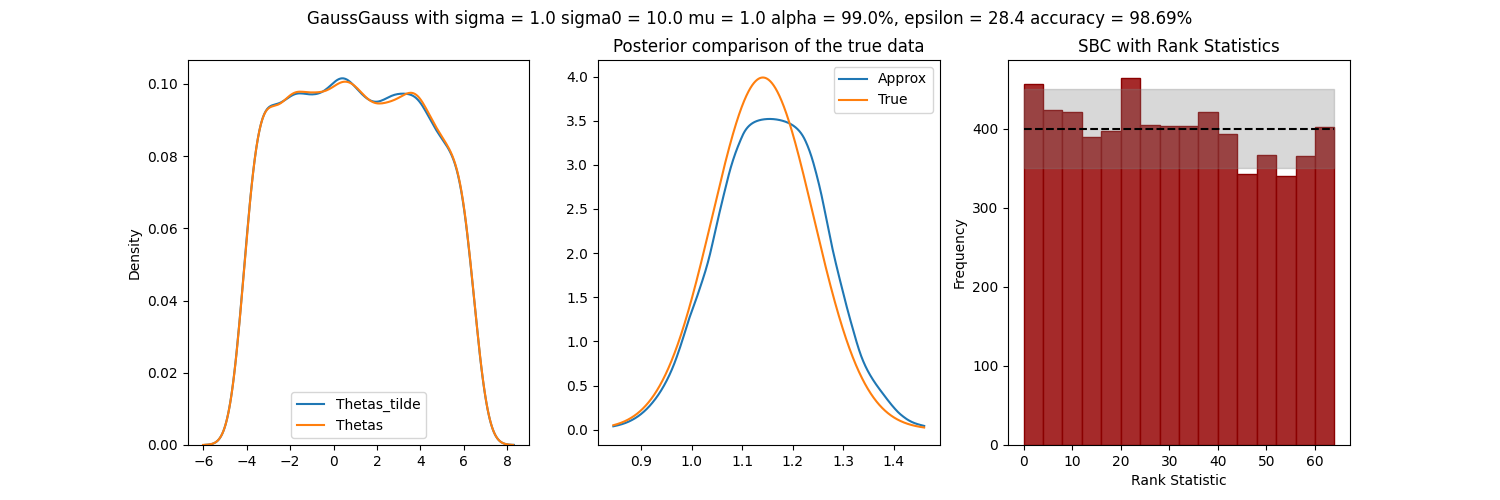 GaussGauss with sigma = 1.0 sigma0 = 10.0 mu = 1.0 alpha = 99.0%, epsilon = 28.4 accuracy = 98.69%
Density
0.10
0.08
0.06
0.04
0.02
0.00
−6 −4 −2 0 2 4 6 8
Thetas_tilde
Thetas
Posterior comparison of the true data
4.0
3.5
3.0
2.5
2.0
1.5
1.0
0.5
0.0
0.9 1.0 1.1 1.2 1.3 1.4
Approx
True
SBC with Rank Statistics
Frequency
400
300
200
100
0
0 10 20 30 40 50 60
Rank Statistic